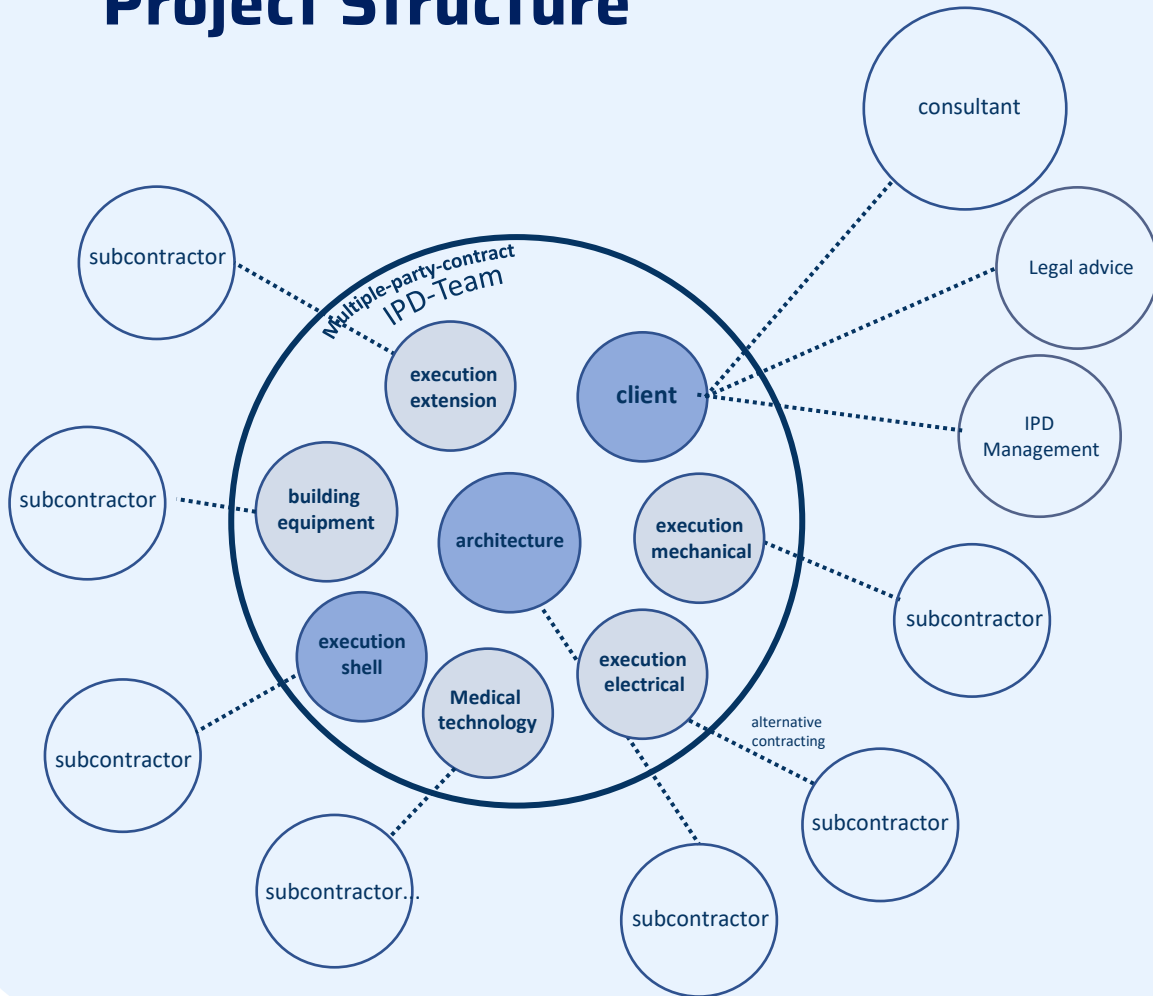 Project Structure
consultant
subcontractor
Legal advice
Multiple-party-contract
IPD-Team
execution
extension
client
IPD
Management
subcontractor
building
equipment
architecture
execution
mechanical
subcontractor
execution
shell
execution
electrical
Medical
technology
alternative
contracting
subcontractor
subcontractor
subcontractor...
subcontractor